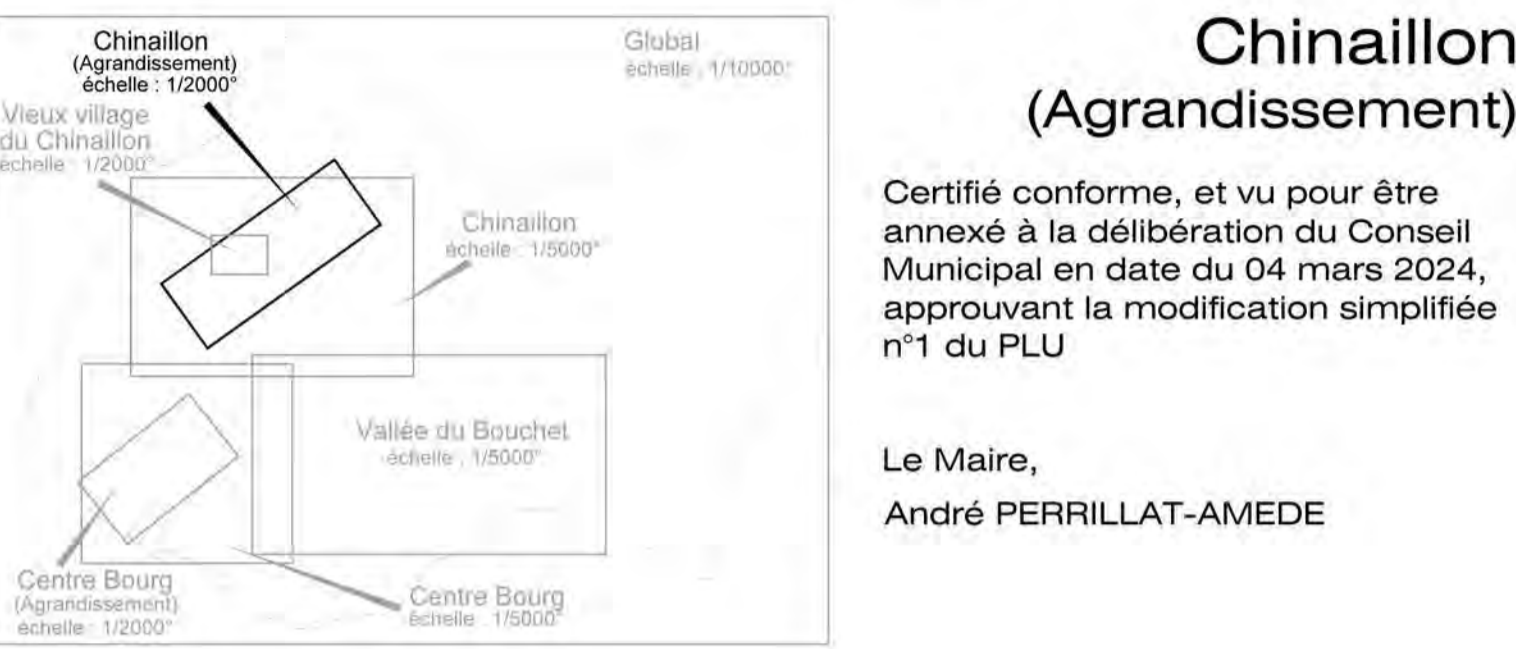 Chinaillon
(Agrandissement)
échelle : 1/2000°
Global
échelle : 1/10000°
Vieux village
du Chinaillon
échelle : 1/2000°
Chinaillon
échelle : 1/5000°
Vallée du Bouchet
échelle : 1/5000°
Centre Bourg
(Agrandissement)
échelle : 1/2000°
Centre Bourg
échelle : 1/5000°
Chinaillon
(Agrandissement)
Certifié conforme, et vu pour être
annexé à la délibération du Conseil
Municipal en date du 04 mars 2024,
approuvant la modification simplifiée
n°1 du PLU
Le Maire,
André PERRILLAT-AMEDE